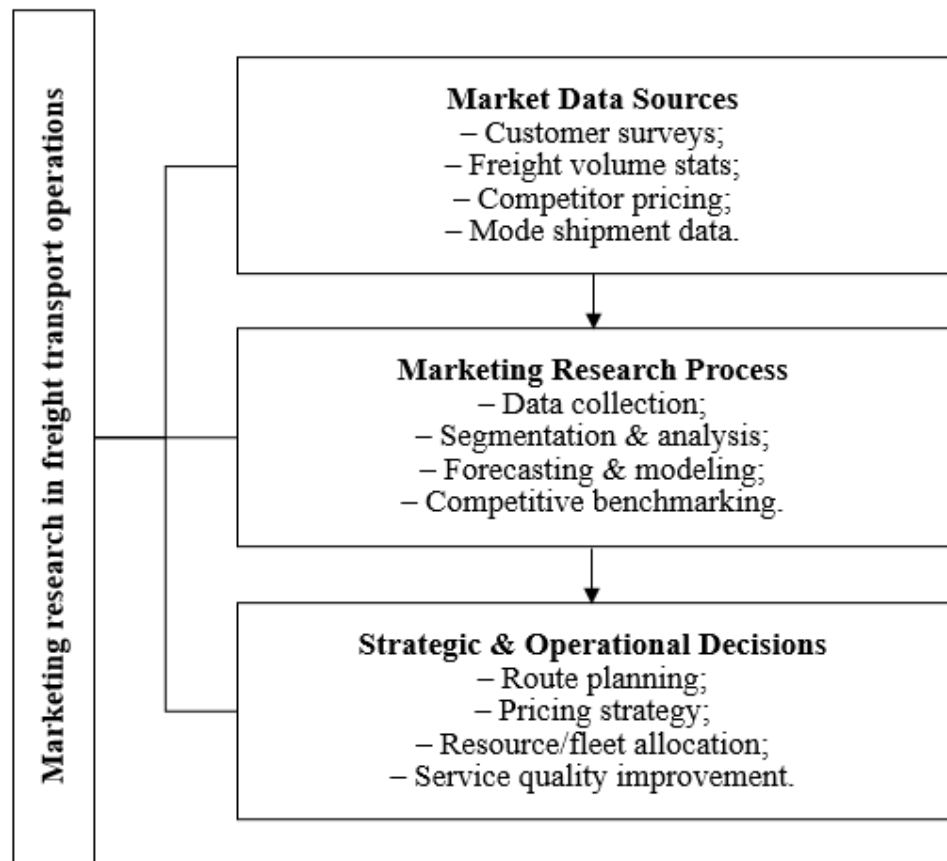 Marketing research in freight transport operations
Market Data Sources
– Customer surveys;
– Freight volume stats;
– Competitor pricing;
– Mode shipment data.
Marketing Research Process
– Data collection;
– Segmentation & analysis;
– Forecasting & modeling;
– Competitive benchmarking.
Strategic & Operational Decisions
– Route planning;
– Pricing strategy;
– Resource/fleet allocation;
– Service quality improvement.